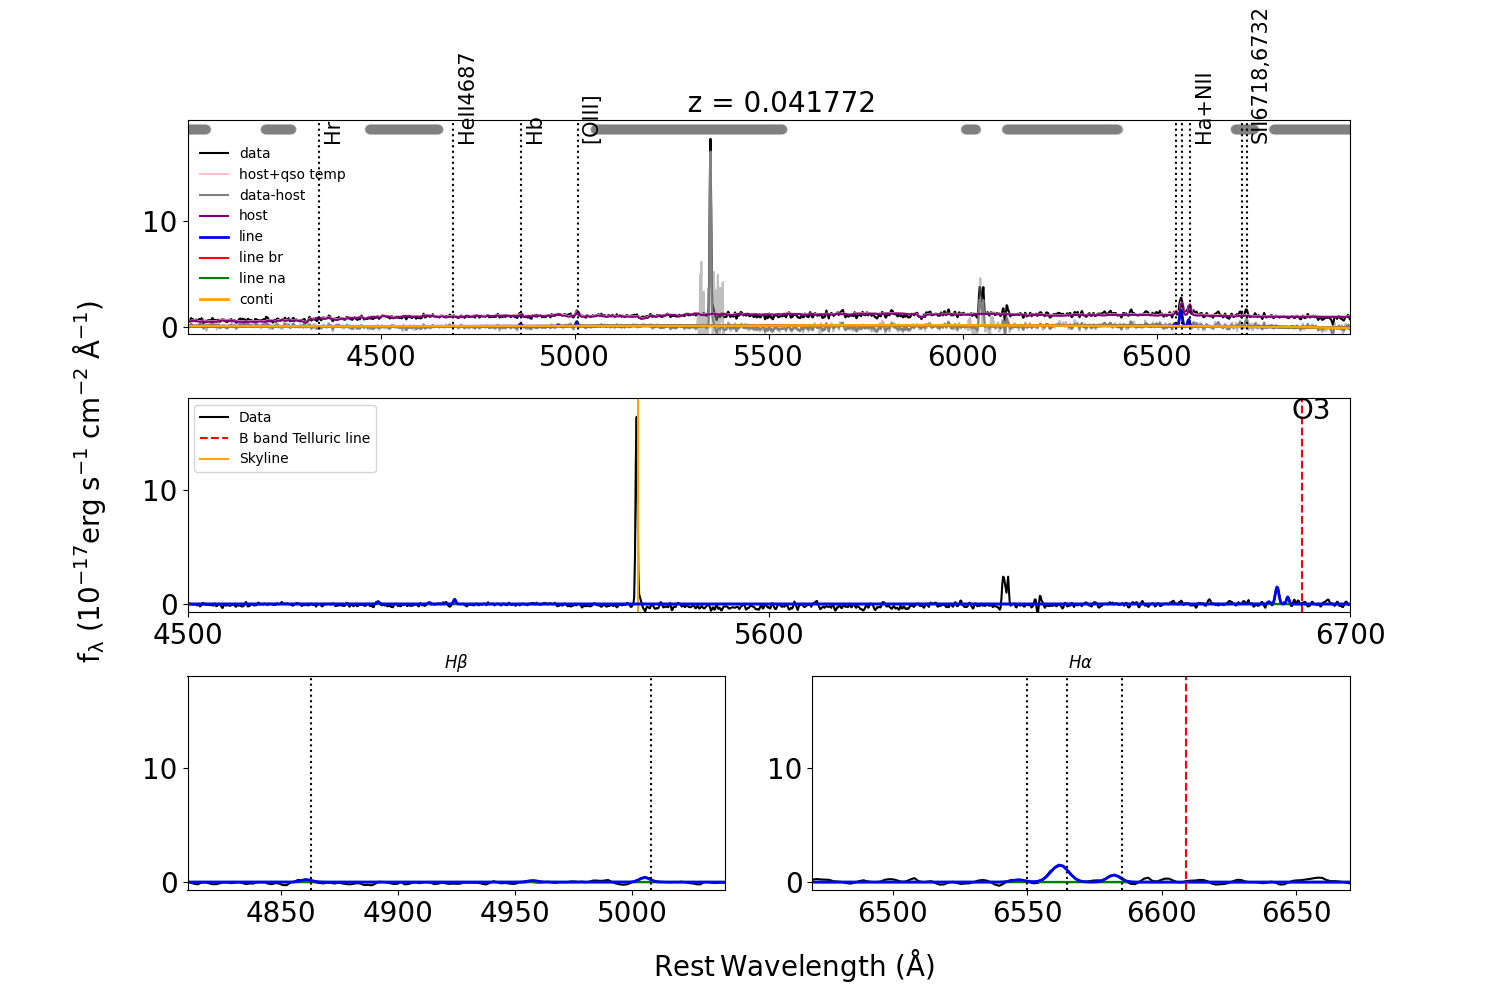 z = 0.041772
Hr
HeII4687
Hb
[OIII]
Ha+NII
SII6718,6732
data
host+qso temp
data-host
host
line
line br
line na
conti
10
0
4500
5000
5500
6000
6500
Data
B band Telluric line
Skyline
O3
10
0
4500
5600
6700
fλ (10⁻¹⁷erg s⁻¹ cm⁻² Å⁻¹)
Hβ
10
0
4850
4900
4950
5000
Hα
10
0
6500
6550
6600
6650
Rest Wavelength (Å)